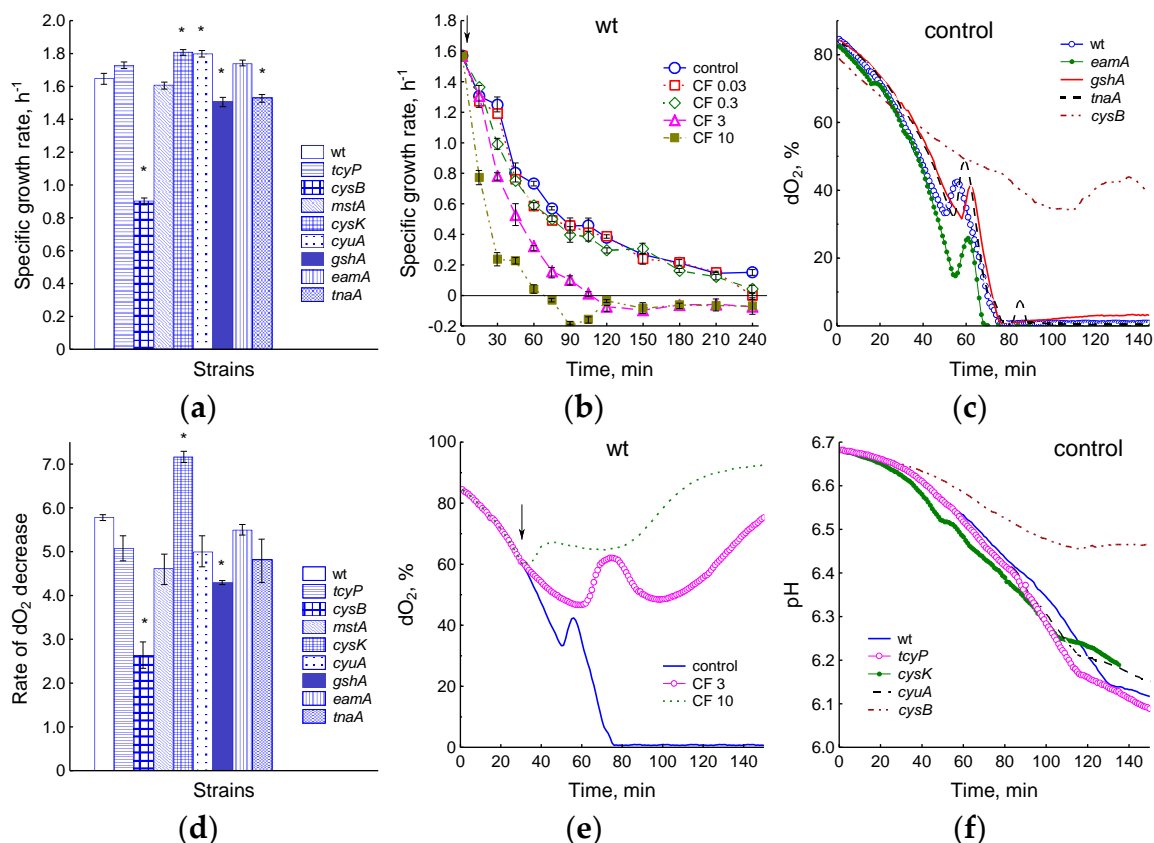 Specific growth rate, h-1
2.0
1.8
1.6
1.4
1.2
1.0
1.8
1.6
1.4
1.2
0
* * * * *
wt
tcyP
cysB
mstA
cysK
cyuA
gshA
eamA
tnaA
Strains
(a)
wt
Specific growth rate, h-1
1.8
1.6
1.4
1.2
1.0
0.8
0.6
0.4
0.2
0
-0.2
control
CF 0.03
CF 0.3
CF 3
CF 10
0 30 60 90 120 150 180 210 240
Time, min
(b)
control
dO2, %
80
60
40
20
0
wt
eamA
gshA
tnaA
cysB
0 20 40 60 80 100 120 140
Time, min
(c)
Rate of dO2 decrease
7.0
6.0
5.0
4.0
3.0
2.0
1.0
0
* * *
wt
tcyP
cysB
mstA
cysK
cyuA
gshA
eamA
tnaA
Strains
(d)
wt
dO2, %
100
80
60
40
20
0
control
CF 3
CF 10
0 20 40 60 80 100 120 140
Time, min
(e)
control
pH
6.7
6.6
6.5
6.4
6.3
6.2
6.1
6.0
wt
tcyP
cysK
cyuA
cysB
0 20 40 60 80 100 120 140
Time, min
(f)